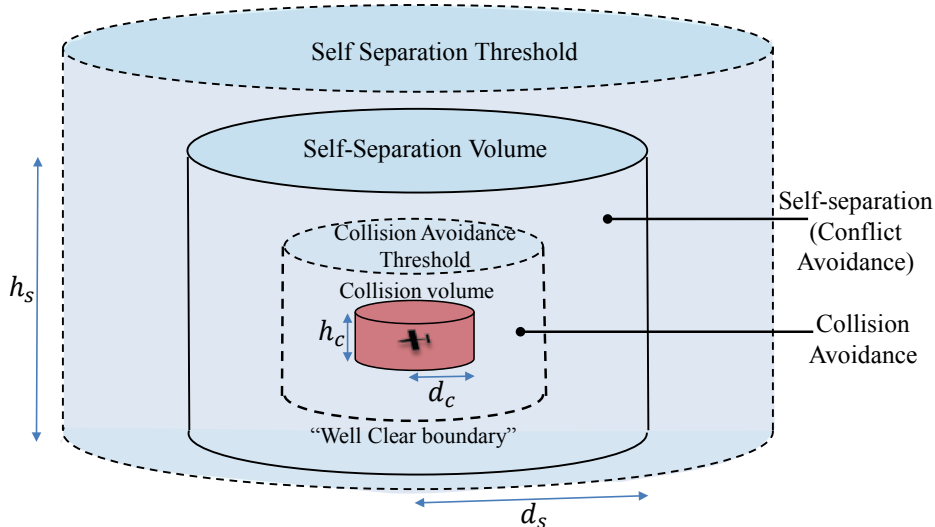 Self Separation Threshold
Self-Separation Volume
Self-separation
(Conflict
Avoidance)
Collision Avoidance
Threshold
Collision volume
h_s
h_c
Collision
Avoidance
d_c
“Well Clear boundary”
d_s